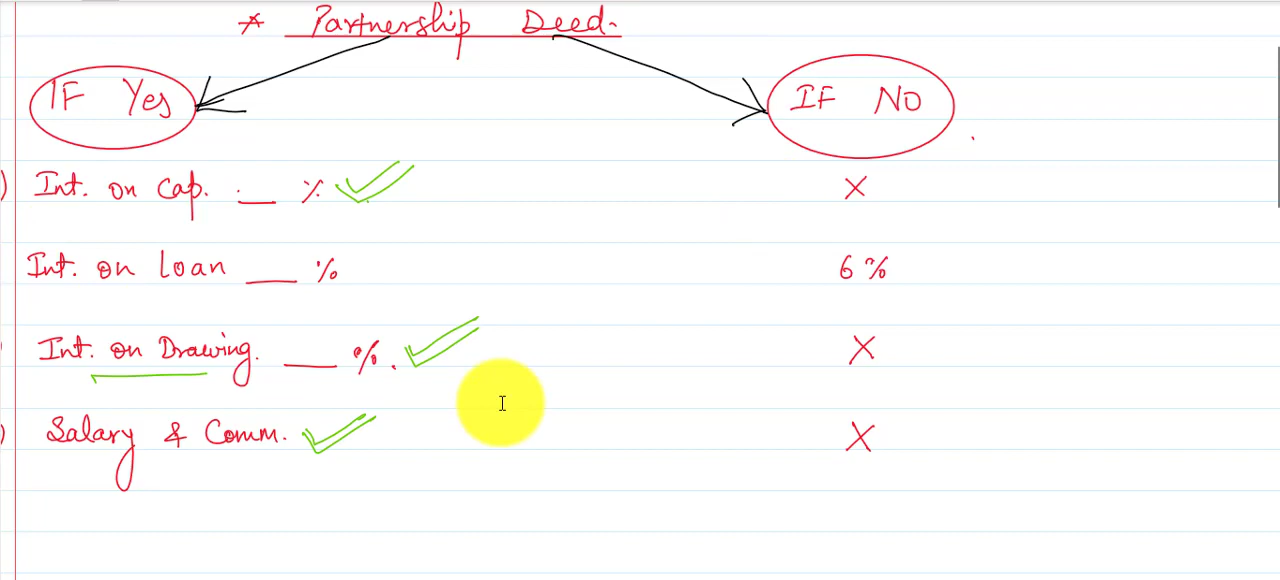 * Partnership Deed.
IF Yes IF NO
) Int. on Cap. __ % X
Int. on Loan __ % 6%
Int. on Drawing. __ %. X
) Salary & Comm. X